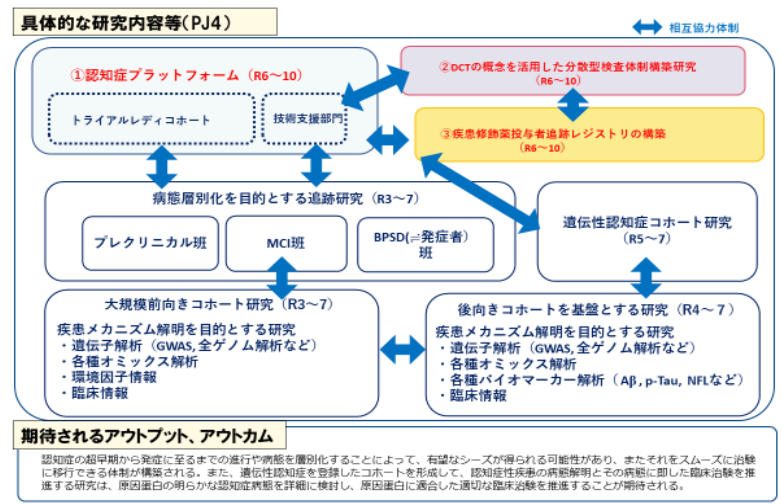 具体的な研究内容等(PJ4)
相互協力体制
①認知症プラットフォーム（R6～10）
トライアルレディコホート
技術支援部門
②DCTの概念を活用した分散型検査体制構築研究
(R6～10)
③疾患修飾薬投与者追跡レジストリの構築
(R6～10)
病態層別化を目的とする追跡研究（R3～7）
プレクリニカル班
MCI班
BPSD(⇌発症者)
班
遺伝性認知症コホート研究
(R5～7)
大規模前向きコホート研究（R3～7）
疾患メカニズム解明を目的とする研究
・遺伝子解析（GWAS,全ゲノム解析など）
・各種オミックス解析
・環境因子情報
・臨床情報
後向きコホートを基盤とする研究（R4～７）
疾患メカニズム解明を目的とする研究
・遺伝子解析（GWAS,全ゲノム解析など）
・各種オミックス解析
・各種バイオマーカー解析（Aβ, p-Tau, NFLなど）
・臨床情報
期待されるアウトプット、アウトカム
認知症の超早期から発症に至るまでの進行や病態を層別化することによって、有望なシーズが得られる可能性があり、またそれをスムーズに治験
に移行できる体制が構築される。また、遺伝性認知症を登録したコホートを形成して、認知症性疾患の病態解明とその病態に即した臨床治験を推
進する研究は、原因蛋白の明らかな認知症病態を詳細に検討し、原因蛋白に適合した適切な臨床治験を推進することが期待される。